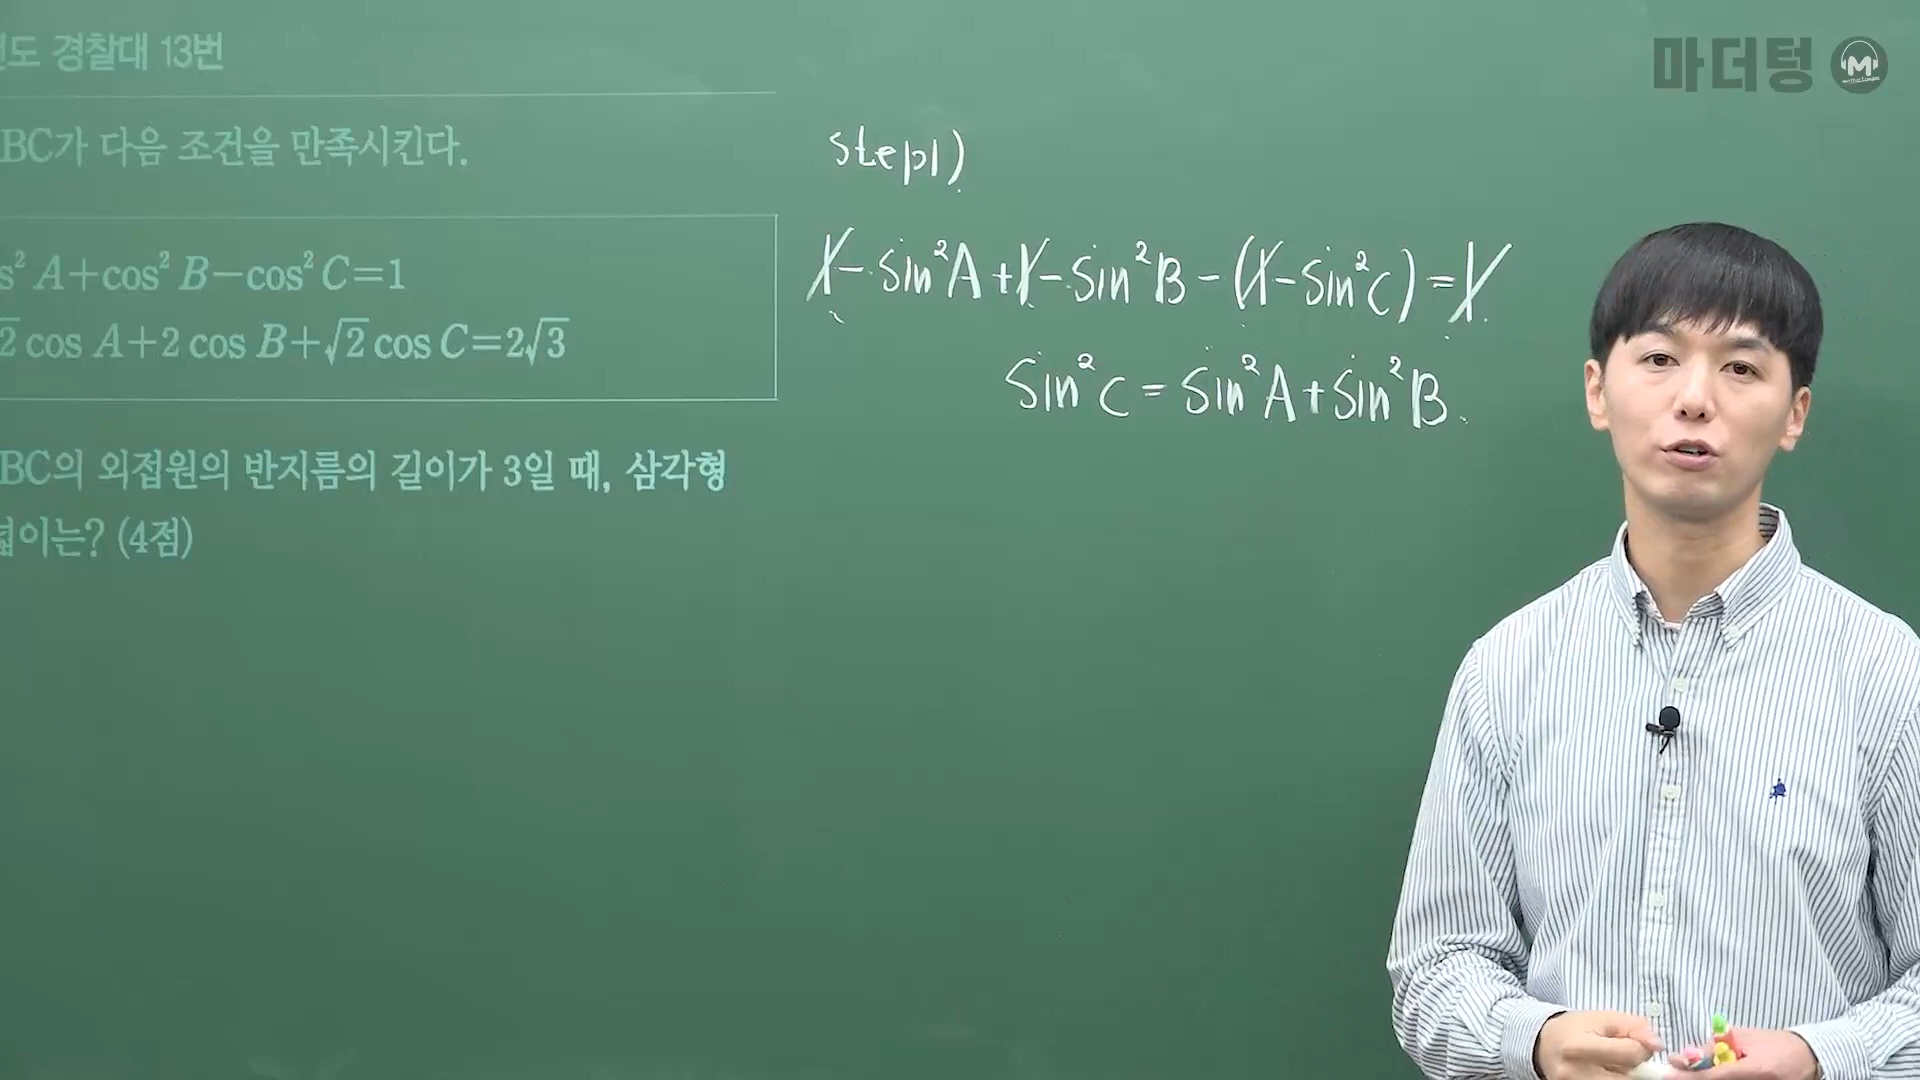 도 경찰대 13번
마더텅
BC가 다음 조건을 만족시킨다.
s² A+cos² B−cos² C=1
√2 cos A+2 cos B+√2 cos C=2√3
BC의 외접원의 반지름의 길이가 3일 때, 삼각형
넓이는? (4점)
step1)
1−sin²A+1−sin²B−(1−sin²C)=1
sin²C=sin²A+sin²B.